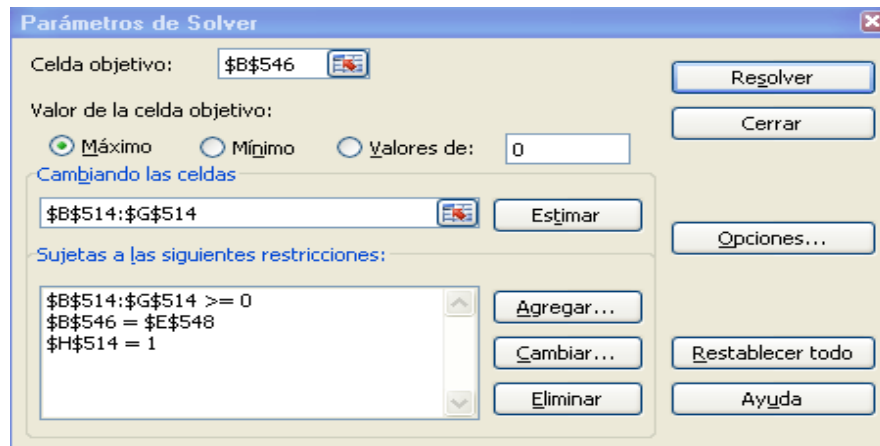 Parámetros de Solver
Celda objetivo: $B$546
Resolver
Valor de la celda objetivo:
Cerrar
Máximo Mínimo Valores de: 0
Cambiando las celdas
$B$514:$G$514 Estimar
Opciones...
Sujetas a las siguientes restricciones:
$B$514:$G$514 >= 0
$B$546 = $E$548
$H$514 = 1
Agregar...
Cambiar... Restablecer todo
Eliminar Ayuda